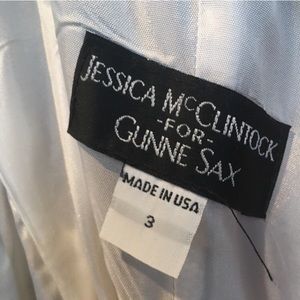 JESSICA MCCLINTOCK
-FOR-
GUNNE SAX
MADE IN USA
3